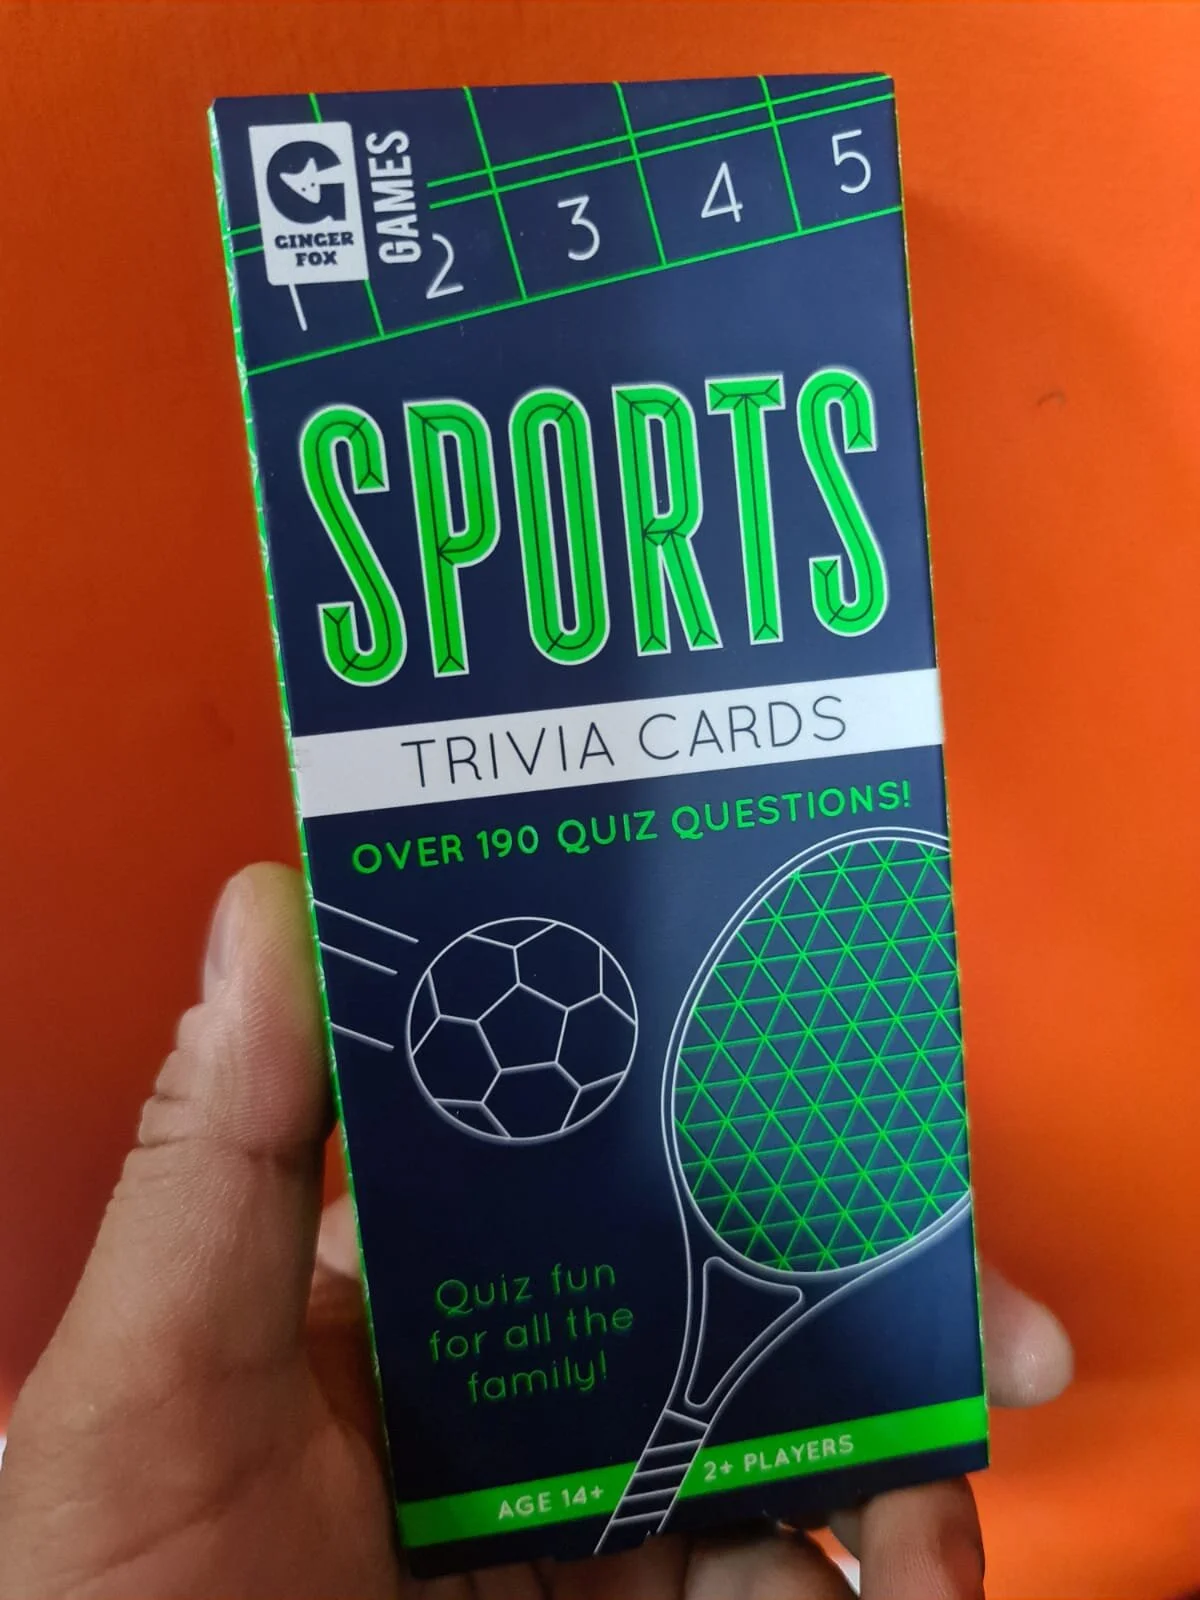 GINGER
FOX
GAMES
1 2 3 4 5
SPORTS
TRIVIA CARDS
OVER 190 QUIZ QUESTIONS!
Quiz fun
for all the
family!
AGE 14+ 2+ PLAYERS